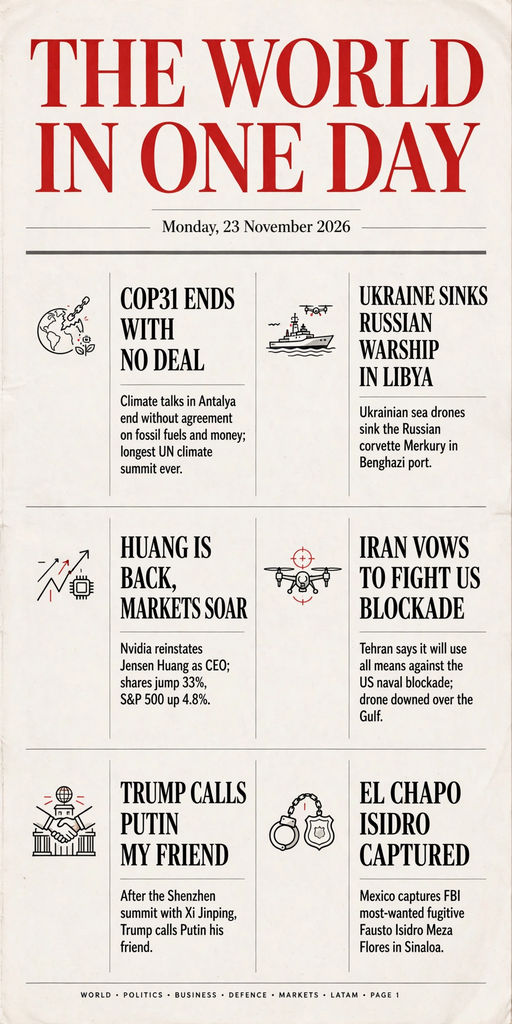 THE WORLD
IN ONE DAY
Monday, 23 November 2026
COP31 ENDS
WITH
NO DEAL
Climate talks in Antalya
end without agreement
on fossil fuels and money;
longest UN climate
summit ever.
UKRAINE SINKS
RUSSIAN
WARSHIP
IN LIBYA
Ukrainian sea drones
sink the Russian
corvette Merkury in
Benghazi port.
HUANG IS
BACK,
MARKETS SOAR
Nvidia reinstates
Jensen Huang as CEO;
shares jump 33%,
S&P 500 up 4.8%.
IRAN VOWS
TO FIGHT US
BLOCKADE
Tehran says it will use
all means against the
US naval blockade;
drone downed over the
Gulf.
TRUMP CALLS
PUTIN
MY FRIEND
After the Shenzhen
summit with Xi Jinping,
Trump calls Putin his
friend.
EL CHAPO
ISIDRO
CAPTURED
Mexico captures FBI
most-wanted fugitive
Fausto Isidro Meza
Flores in Sinaloa.
WORLD • POLITICS • BUSINESS • DEFENCE • MARKETS • LATAM • PAGE 1